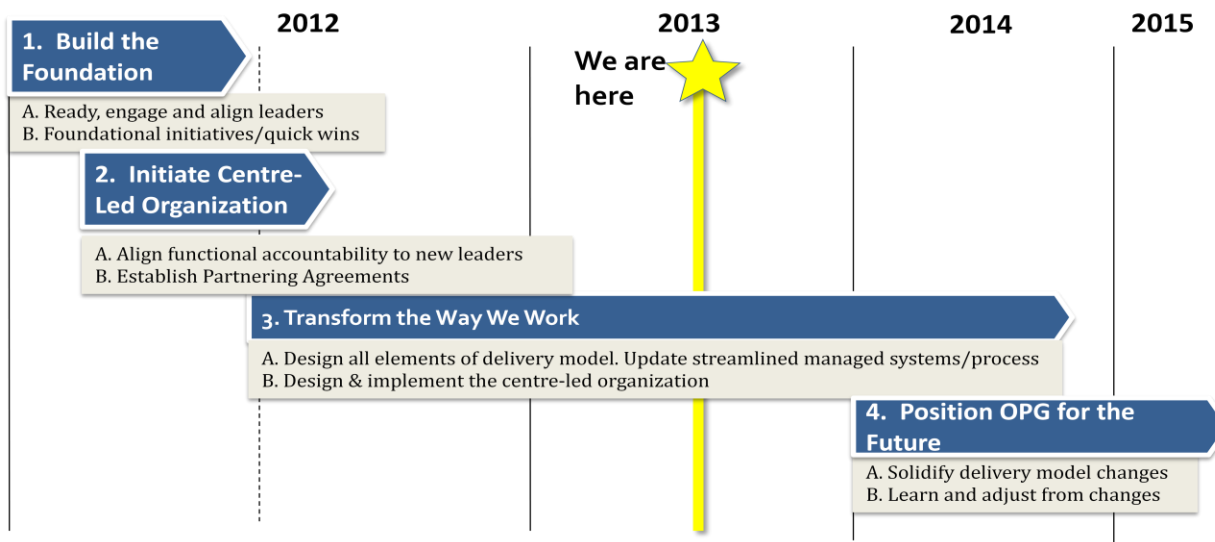 2012
2013
2014
2015
1. Build the
Foundation
We are
here
A. Ready, engage and align leaders
B. Foundational initiatives/quick wins
2. Initiate Centre-
Led Organization
A. Align functional accountability to new leaders
B. Establish Partnering Agreements
3. Transform the Way We Work
A. Design all elements of delivery model. Update streamlined managed systems/process
B. Design & implement the centre-led organization
4. Position OPG for the
Future
A. Solidify delivery model changes
B. Learn and adjust from changes